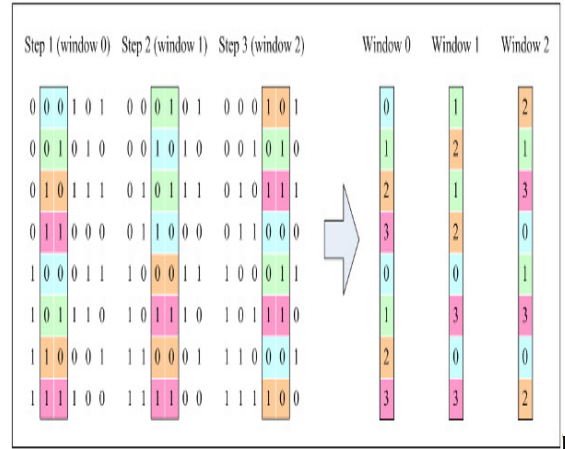 Step 1 (window 0) Step 2 (window 1) Step 3 (window 2) Window 0 Window 1 Window 2
0 0 0 1 0 1 0 0 0 1 0 1 0 0 0 1 0 1 0 1 2
0 0 1 0 1 0 0 0 1 0 1 0 0 0 1 0 1 0 1 2 1
0 1 0 1 1 1 0 1 0 1 1 1 0 1 0 1 1 1 2 1 3
0 1 1 0 0 0 0 1 1 0 0 0 0 1 1 0 0 0 3 2 0
1 0 0 0 1 1 1 0 0 0 1 1 1 0 0 0 1 1 0 0 1
1 0 1 1 1 0 1 0 1 1 1 0 1 0 1 1 1 0 1 3 3
1 1 0 0 0 1 1 1 0 0 0 1 1 1 0 0 0 1 2 0 0
1 1 1 1 0 0 1 1 1 1 0 0 1 1 1 1 0 0 3 3 2